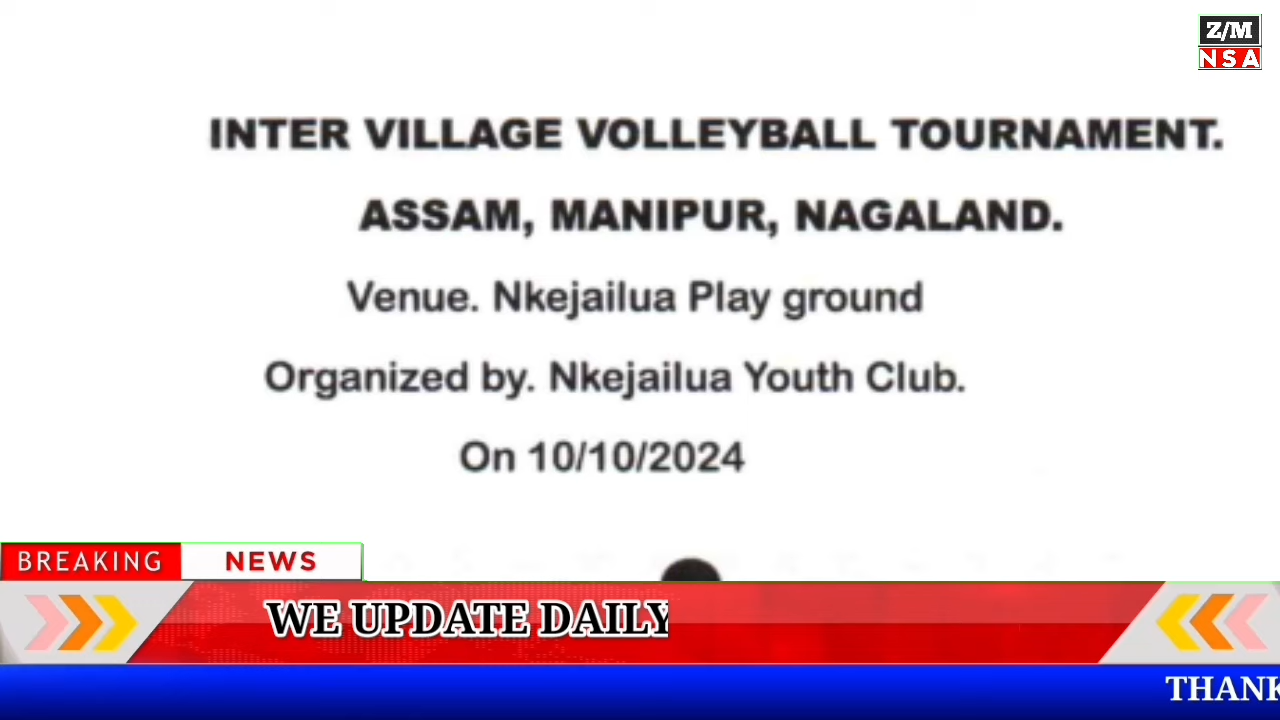 Z/M
NSA
INTER VILLAGE VOLLEYBALL TOURNAMENT.
ASSAM, MANIPUR, NAGALAND.
Venue. Nkejailua Play ground
Organized by. Nkejailua Youth Club.
On 10/10/2024
BREAKING NEWS
WE UPDATE DAILY
THANK